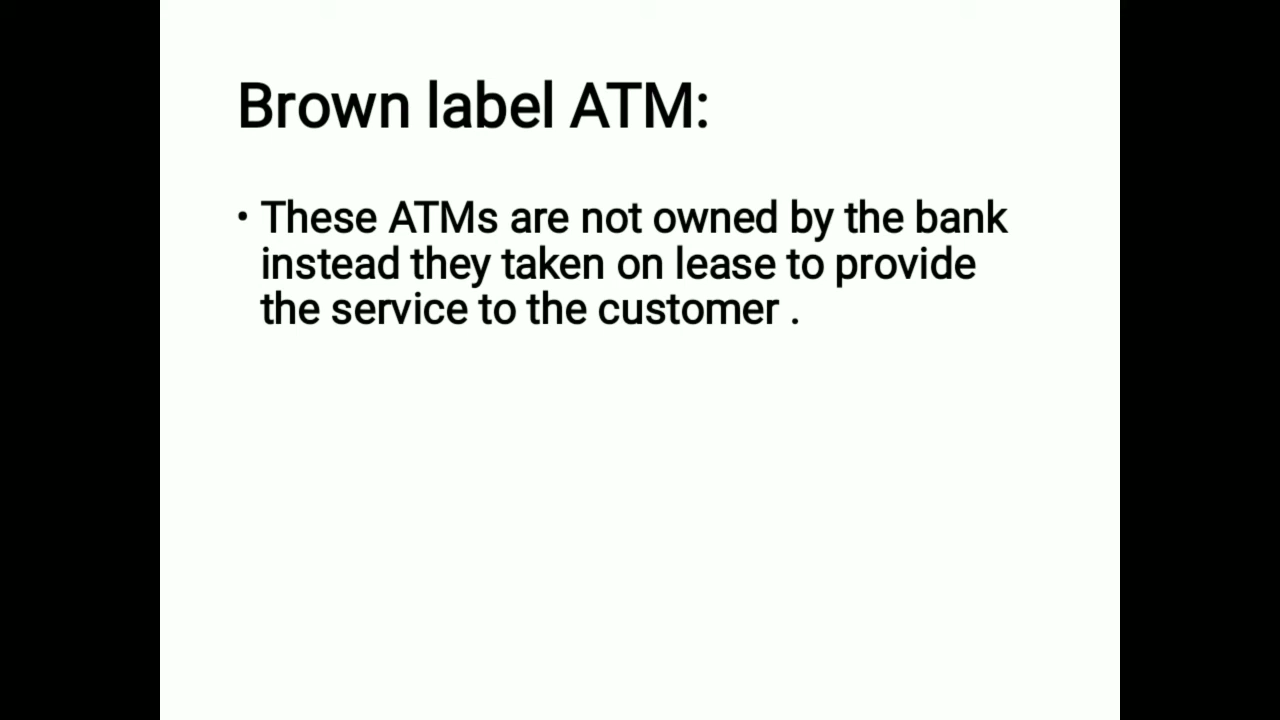 Brown label ATM:
• These ATMs are not owned by the bank
instead they taken on lease to provide
the service to the customer .